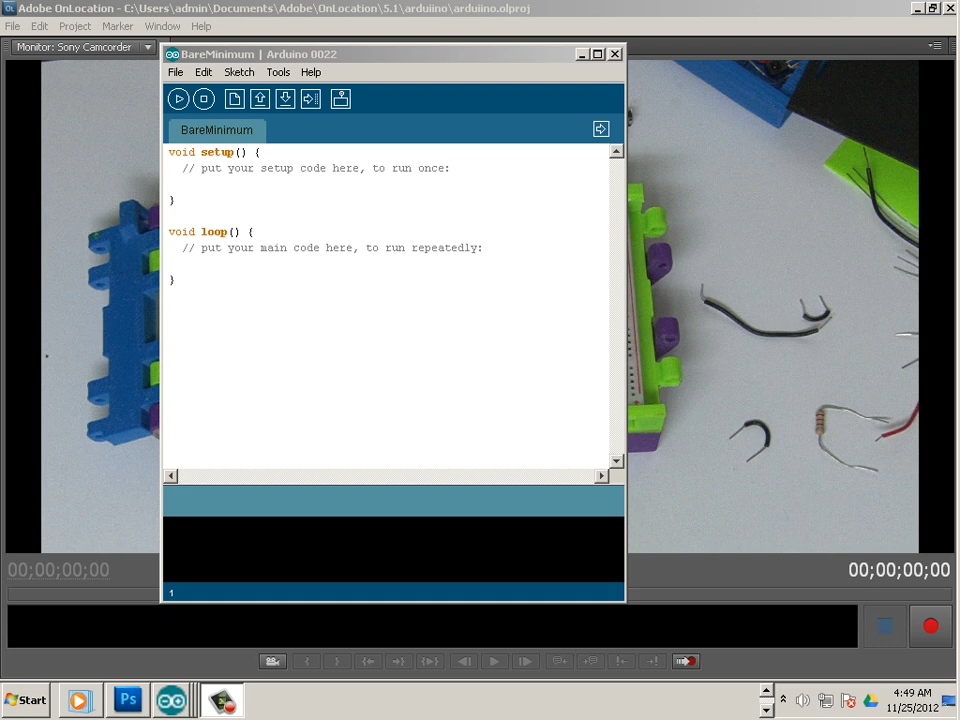 Adobe OnLocation - C:\Users\admin\Documents\Adobe\OnLocation\5.1\arduiino\arduiino.olproj
File Edit Project Marker Window Help
Monitor: Sony Camcorder
BareMinimum | Arduino 0022
File Edit Sketch Tools Help
BareMinimum
void setup() {
// put your setup code here, to run once:
}
void loop() {
// put your main code here, to run repeatedly:
}
1
00;00;00;00
00;00;00;00
Start
Ps
4:49 AM
11/25/2012